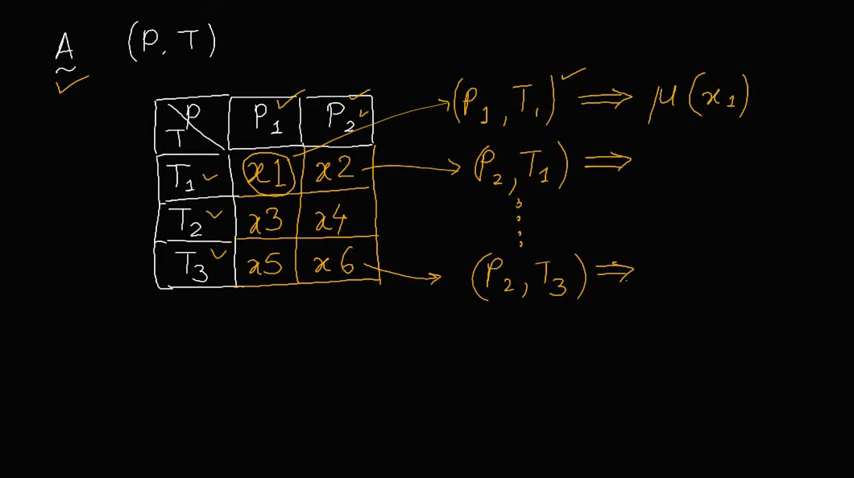 A (P, T)
(P1, T1) ⟹ μ(x1)
P T P1 P2
T1 x1 x2 (P2, T1) ⟹
T2 x3 x4
T3 x5 x6 (P2, T3) ⟹